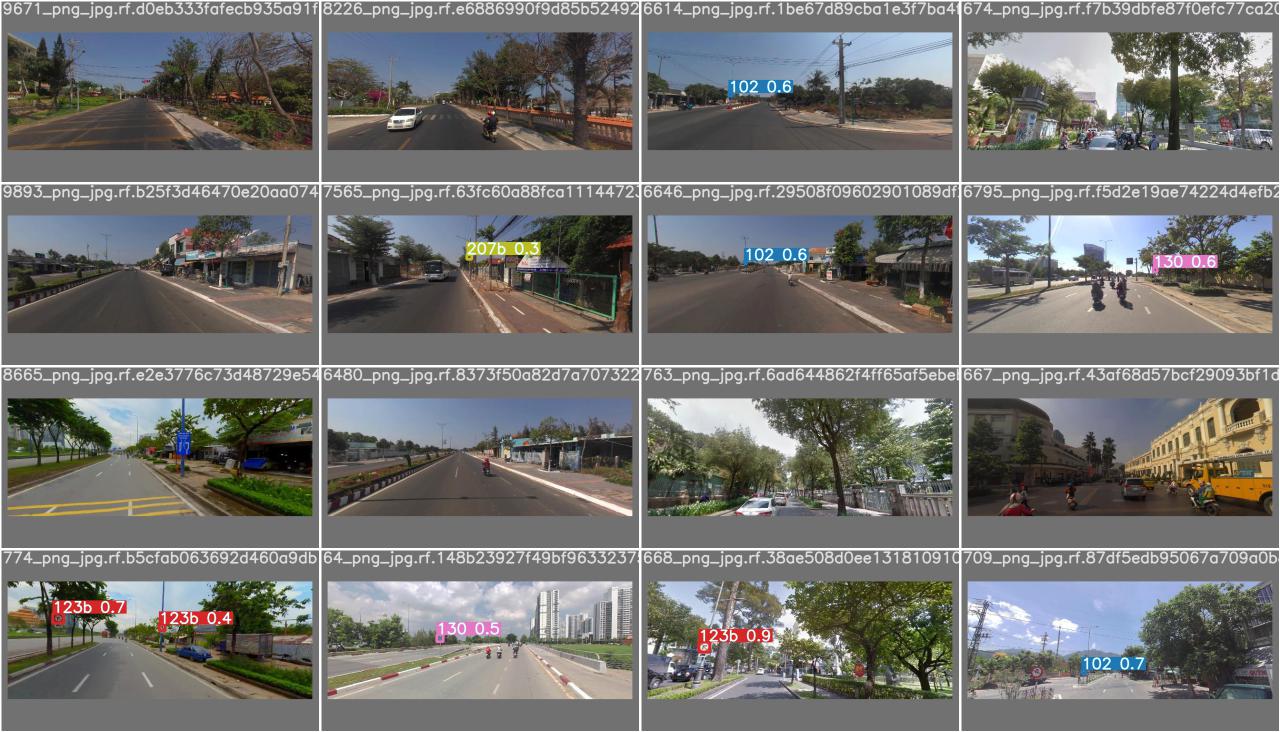 9671_png_jpg.rf.d0eb333fafecb935a91f
8226_png_jpg.rf.e6886990f9d85b52492
6614_png_jpg.rf.1be67d89cba1e3f7ba4f
674_png_jpg.rf.f7b39dbfe87f0efc77ca20
102 0.6
9893_png_jpg.rf.b25f3d46470e20aa074
7565_png_jpg.rf.63fc60a88fca11144723
6646_png_jpg.rf.29508f09602901089df
6795_png_jpg.rf.f5d2e19ae74224d4efb2
207b 0.3
102 0.6
130 0.6
8665_png_jpg.rf.e2e3776c73d48729e54
6480_png_jpg.rf.8373f50a82d7a707322
763_png_jpg.rf.6ad644862f4ff65af5ebe
667_png_jpg.rf.43af68d57bcf29093bf1d
774_png_jpg.rf.b5cfab063692d460a9db
64_png_jpg.rf.148b23927f49bf9633237
668_png_jpg.rf.38ae508d0ee131810910
709_png_jpg.rf.87df5edb95067a709a0b
123b 0.7
123b 0.4
130 0.5
123b 0.9
102 0.7